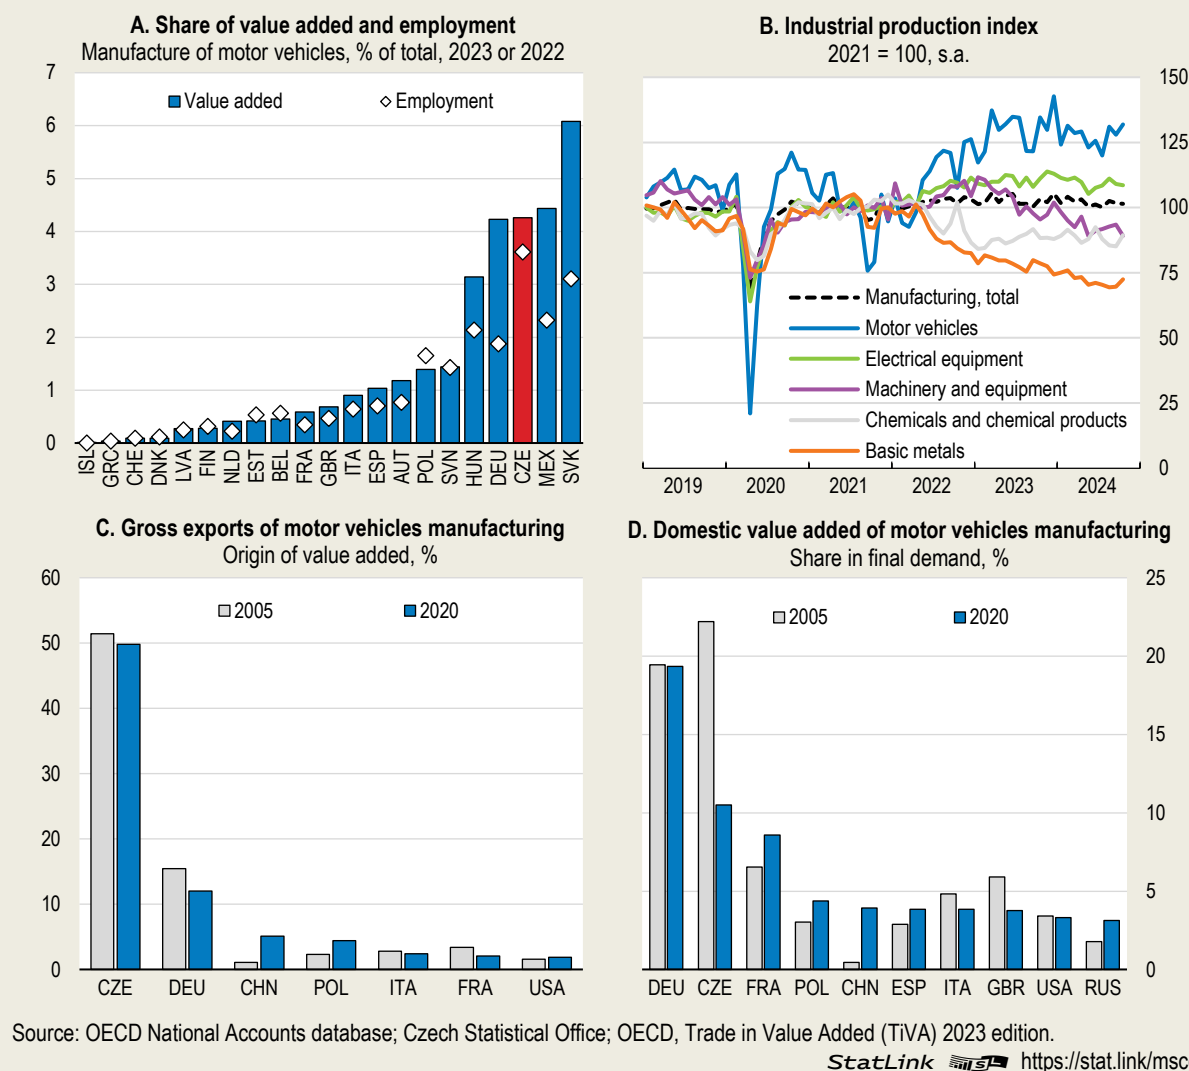 A. Share of value added and employment
Manufacture of motor vehicles, % of total, 2023 or 2022
7
6
5
4
3
2
1
0
Value added
Employment
ISL GRC CHE DNK LVA FIN NLD EST BEL FRA GBR ITA ESP AUT POL SVN HUN DEU CZE MEX SVK
B. Industrial production index
2021 = 100, s.a.
150
125
100
75
50
25
0
Manufacturing, total
Motor vehicles
Electrical equipment
Machinery and equipment
Chemicals and chemical products
Basic metals
2019 2020 2021 2022 2023 2024
C. Gross exports of motor vehicles manufacturing
Origin of value added, %
60
50
40
30
20
10
0
2005 2020
CZE DEU CHN POL ITA FRA USA
D. Domestic value added of motor vehicles manufacturing
Share in final demand, %
25
20
15
10
5
0
2005 2020
DEU CZE FRA POL CHN ESP ITA GBR USA RUS
Source: OECD National Accounts database; Czech Statistical Office; OECD, Trade in Value Added (TiVA) 2023 edition.
StatLink https://stat.link/msc